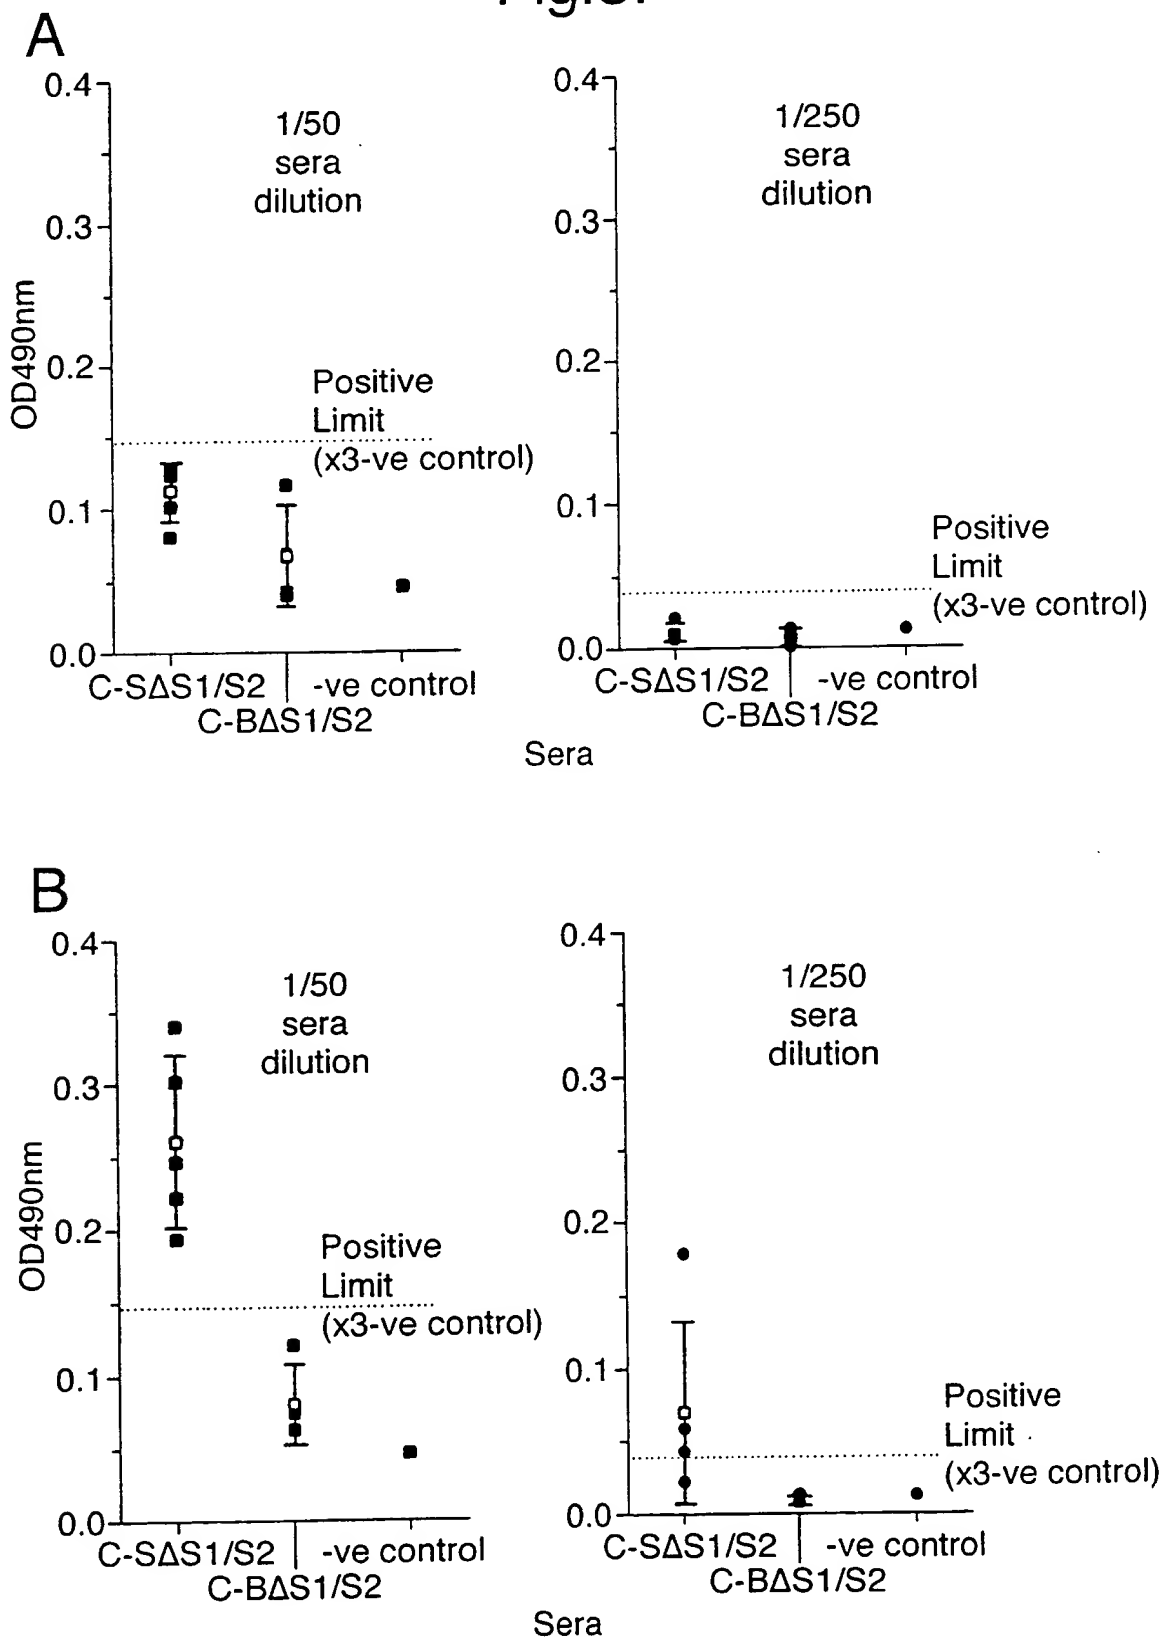 A
0.4
0.3
0.2
0.1
0.0
OD490nm
1/50
sera
dilution
Positive
Limit
(x3-ve control)
C-SΔS1/S2
-ve control
C-BΔS1/S2
0.4
0.3
0.2
0.1
0.0
1/250
sera
dilution
Positive
Limit
(x3-ve control)
C-SΔS1/S2
-ve control
C-BΔS1/S2
Sera
B
0.4
0.3
0.2
0.1
0.0
OD490nm
1/50
sera
dilution
Positive
Limit
(x3-ve control)
C-SΔS1/S2
-ve control
C-BΔS1/S2
0.4
0.3
0.2
0.1
0.0
1/250
sera
dilution
Positive
Limit
(x3-ve control)
C-SΔS1/S2
-ve control
C-BΔS1/S2
Sera